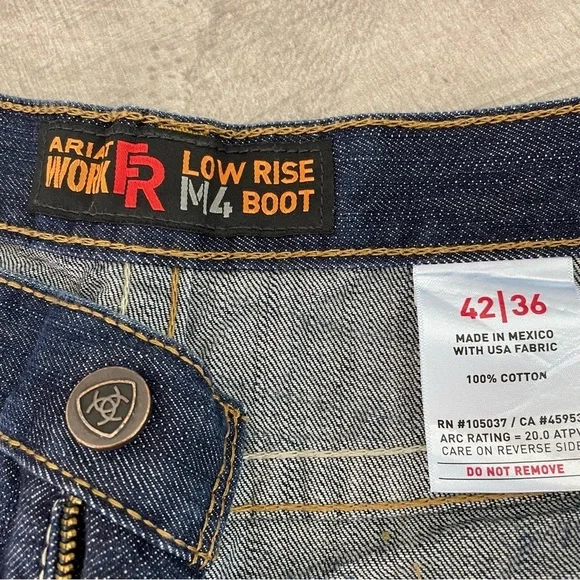 ARIAT
WORK FR
LOW RISE
M4 BOOT
42|36
MADE IN MEXICO
WITH USA FABRIC
100% COTTON
RN #105037 / CA #45953
ARC RATING = 20.0 ATPV
CARE ON REVERSE SIDE
DO NOT REMOVE